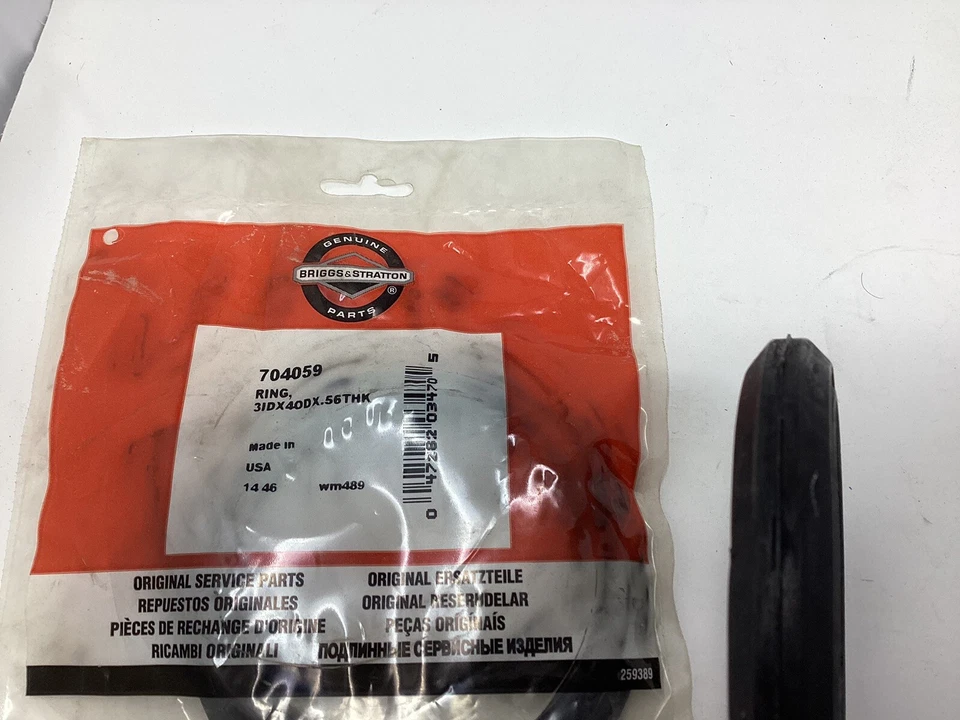 GENUINE
BRIGGS&STRATTON
®
PARTS
704059
RING,
3IDX4ODX.56THK
Made in
USA
14 46 wm489
0 47282 03470 5
ORIGINAL SERVICE PARTS
REPUESTOS ORIGINALES
PIÈCES DE RECHANGE D'ORIGINE
RICAMBI ORIGINALI
ORIGINAL ERSATZTEILE
ORIGINAL RESERVDELAR
PEÇAS ORIGINAIS
ПОДЛИННЫЕ СЕРВИСНЫЕ ИЗДЕЛИЯ
259389